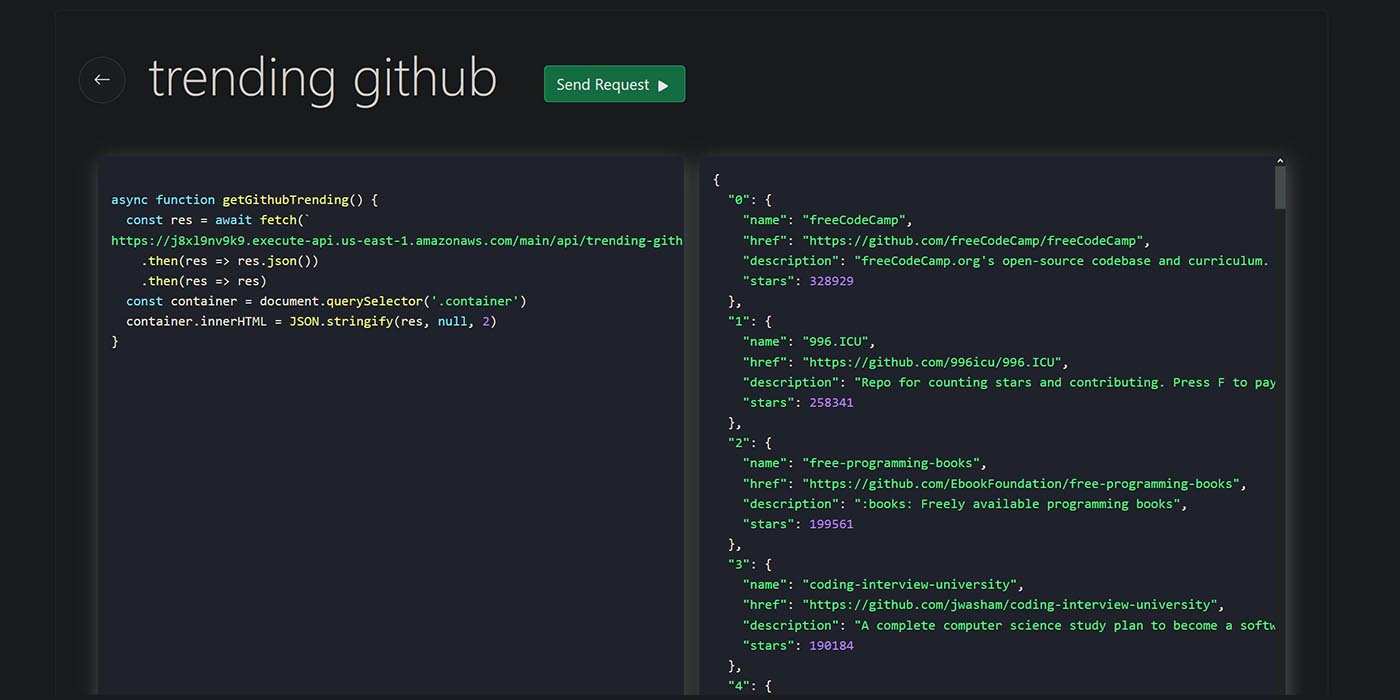 trending github
Send Request
async function getGithubTrending() {
const res = await fetch(`
https://j8xl9nv9k9.execute-api.us-east-1.amazonaws.com/main/api/trending-gith
.then(res => res.json())
.then(res => res)
const container = document.querySelector('.container')
container.innerHTML = JSON.stringify(res, null, 2)
}
{
"0": {
"name": "freeCodeCamp",
"href": "https://github.com/freeCodeCamp/freeCodeCamp",
"description": "freeCodeCamp.org's open-source codebase and curriculum.
"stars": 328929
},
"1": {
"name": "996.ICU",
"href": "https://github.com/996icu/996.ICU",
"description": "Repo for counting stars and contributing. Press F to pay
"stars": 258341
},
"2": {
"name": "free-programming-books",
"href": "https://github.com/EbookFoundation/free-programming-books",
"description": ":books: Freely available programming books",
"stars": 199561
},
"3": {
"name": "coding-interview-university",
"href": "https://github.com/jwasham/coding-interview-university",
"description": "A complete computer science study plan to become a softw
"stars": 190184
},
"4": {